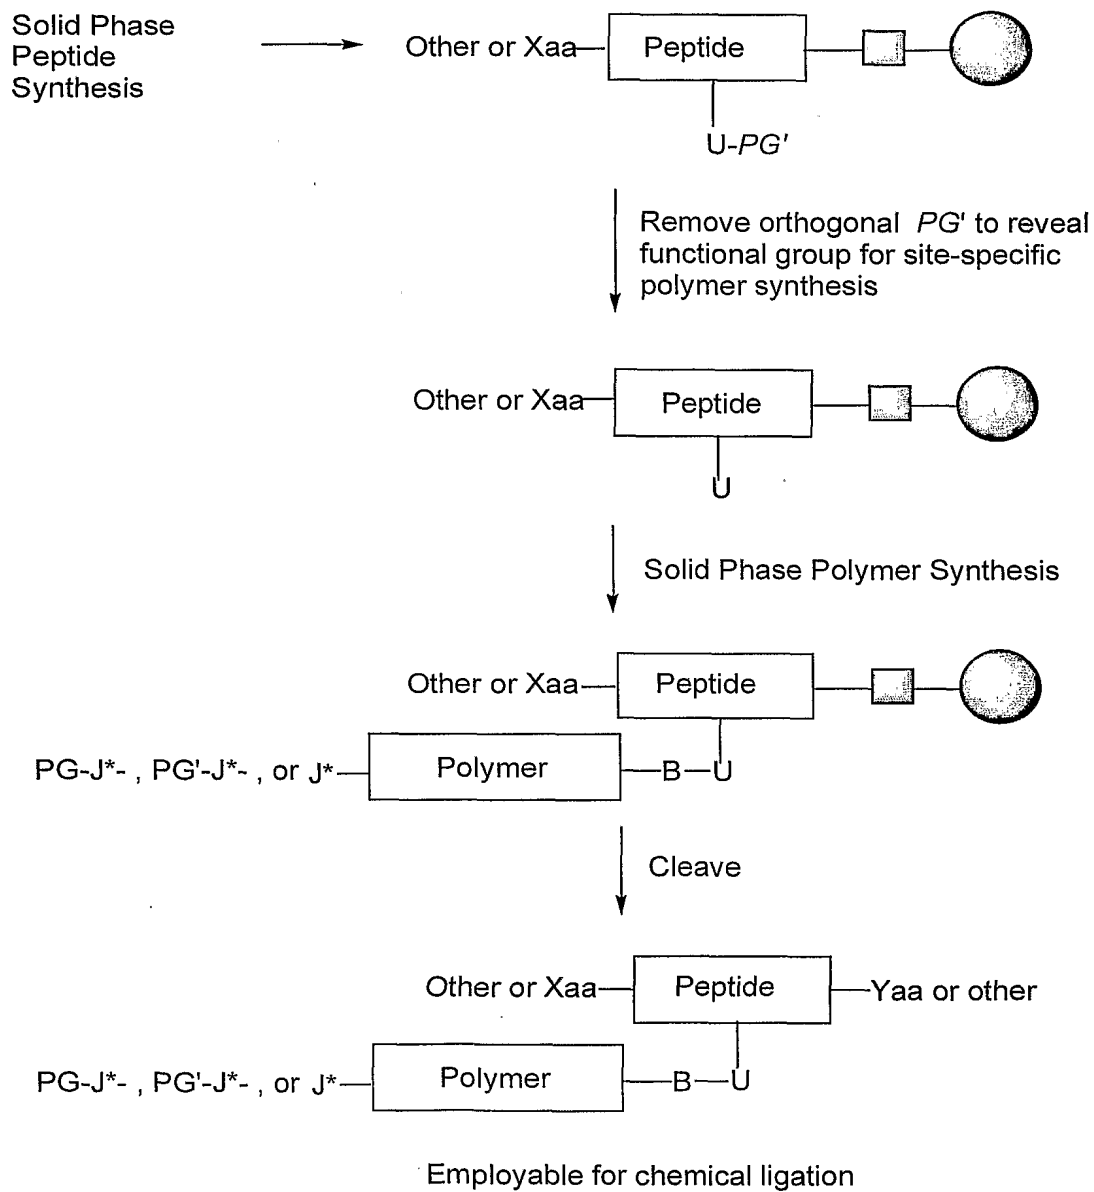 Solid Phase
Peptide
Synthesis
Other or Xaa
Peptide
U-PG'
Remove orthogonal PG' to reveal
functional group for site-specific
polymer synthesis
Other or Xaa
Peptide
U
Solid Phase Polymer Synthesis
Other or Xaa
Peptide
PG-J*- , PG'-J*- , or J*
Polymer
B
U
Cleave
Other or Xaa
Peptide
Yaa or other
PG-J*- , PG'-J*- , or J*
Polymer
B
U
Employable for chemical ligation